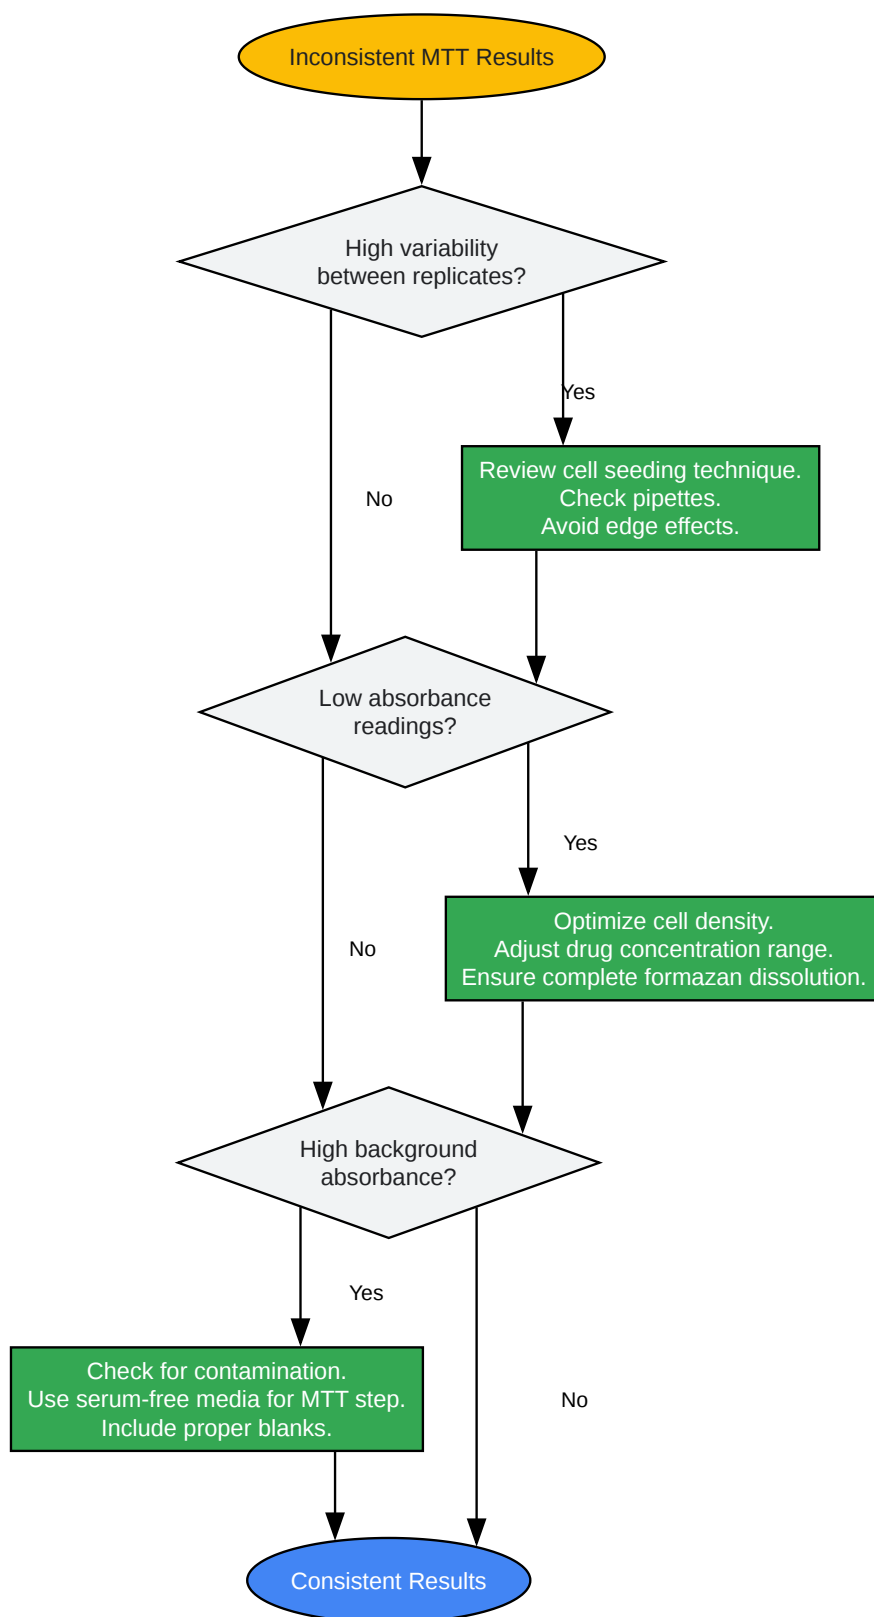 Inconsistent MTT Results
High variability
between replicates?
Yes
Review cell seeding technique.
Check pipettes.
Avoid edge effects.
No
Low absorbance
readings?
Yes
Optimize cell density.
Adjust drug concentration range.
Ensure complete formazan dissolution.
No
High background
absorbance?
Yes
Check for contamination.
Use serum-free media for MTT step.
Include proper blanks.
No
Consistent Results